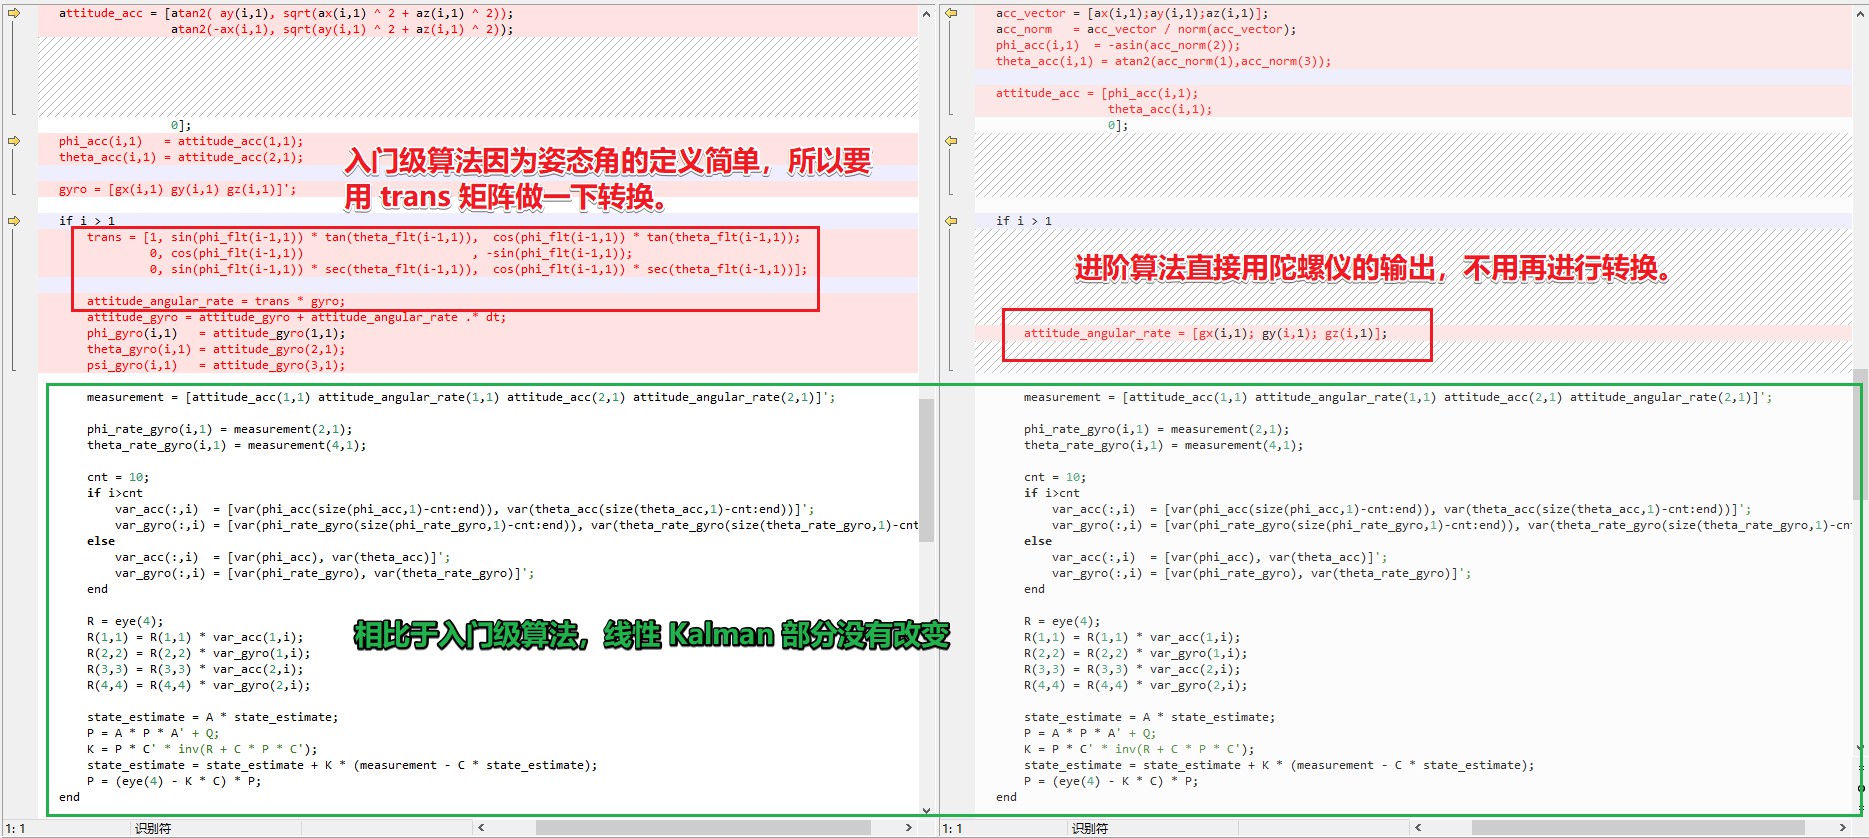 attitude_acc = [atan2( ay(i,1), sqrt(ax(i,1) ^ 2 + az(i,1) ^ 2));
atan2(-ax(i,1), sqrt(ay(i,1) ^ 2 + az(i,1) ^ 2));
0];
phi_acc(i,1)   = attitude_acc(1,1);
theta_acc(i,1) = attitude_acc(2,1);
入门级算法因为姿态角的定义简单，所以要
用 trans 矩阵做一下转换。
gyro = [gx(i,1) gy(i,1) gz(i,1)]';
if i > 1
trans = [1, sin(phi_flt(i-1,1)) * tan(theta_flt(i-1,1)),  cos(phi_flt(i-1,1)) * tan(theta_flt(i-1,1));
0, cos(phi_flt(i-1,1))                        , -sin(phi_flt(i-1,1));
0, sin(phi_flt(i-1,1)) * sec(theta_flt(i-1,1)),  cos(phi_flt(i-1,1)) * sec(theta_flt(i-1,1))];
attitude_angular_rate = trans * gyro;
attitude_gyro = attitude_gyro + attitude_angular_rate .* dt;
phi_gyro(i,1)   = attitude_gyro(1,1);
theta_gyro(i,1) = attitude_gyro(2,1);
psi_gyro(i,1)   = attitude_gyro(3,1);
measurement = [attitude_acc(1,1) attitude_angular_rate(1,1) attitude_acc(2,1) attitude_angular_rate(2,1)]';
phi_rate_gyro(i,1) = measurement(2,1);
theta_rate_gyro(i,1) = measurement(4,1);
cnt = 10;
if i>cnt
var_acc(:,i)  = [var(phi_acc(size(phi_acc,1)-cnt:end)), var(theta_acc(size(theta_acc,1)-cnt:end))]';
var_gyro(:,i) = [var(phi_rate_gyro(size(phi_rate_gyro,1)-cnt:end)), var(theta_rate_gyro(size(theta_rate_gyro,1)-cnt
else
var_acc(:,i)  = [var(phi_acc), var(theta_acc)]';
var_gyro(:,i) = [var(phi_rate_gyro), var(theta_rate_gyro)]';
end
R = eye(4);
R(1,1) = R(1,1) * var_acc(1,i);
R(2,2) = R(2,2) * var_gyro(1,i);
R(3,3) = R(3,3) * var_acc(2,i);
R(4,4) = R(4,4) * var_gyro(2,i);
相比于入门级算法，线性 Kalman 部分没有改变
state_estimate = A * state_estimate;
P = A * P * A' + Q;
K = P * C' * inv(R + C * P * C');
state_estimate = state_estimate + K * (measurement - C * state_estimate);
P = (eye(4) - K * C) * P;
end
1: 1
识别符
acc_vector = [ax(i,1);ay(i,1);az(i,1)];
acc_norm   = acc_vector / norm(acc_vector);
phi_acc(i,1)  = -asin(acc_norm(2));
theta_acc(i,1) = atan2(acc_norm(1),acc_norm(3));
attitude_acc = [phi_acc(i,1);
theta_acc(i,1);
0];
if i > 1
进阶算法直接用陀螺仪的输出，不用再进行转换。
attitude_angular_rate = [gx(i,1); gy(i,1); gz(i,1)];
measurement = [attitude_acc(1,1) attitude_angular_rate(1,1) attitude_acc(2,1) attitude_angular_rate(2,1)]';
phi_rate_gyro(i,1) = measurement(2,1);
theta_rate_gyro(i,1) = measurement(4,1);
cnt = 10;
if i>cnt
var_acc(:,i)  = [var(phi_acc(size(phi_acc,1)-cnt:end)), var(theta_acc(size(theta_acc,1)-cnt:end))]';
var_gyro(:,i) = [var(phi_rate_gyro(size(phi_rate_gyro,1)-cnt:end)), var(theta_rate_gyro(size(theta_rate_gyro,1)-cnt
else
var_acc(:,i)  = [var(phi_acc), var(theta_acc)]';
var_gyro(:,i) = [var(phi_rate_gyro), var(theta_rate_gyro)]';
end
R = eye(4);
R(1,1) = R(1,1) * var_acc(1,i);
R(2,2) = R(2,2) * var_gyro(1,i);
R(3,3) = R(3,3) * var_acc(2,i);
R(4,4) = R(4,4) * var_gyro(2,i);
state_estimate = A * state_estimate;
P = A * P * A' + Q;
K = P * C' * inv(R + C * P * C');
state_estimate = state_estimate + K * (measurement - C * state_estimate);
P = (eye(4) - K * C) * P;
end
1: 1
识别符